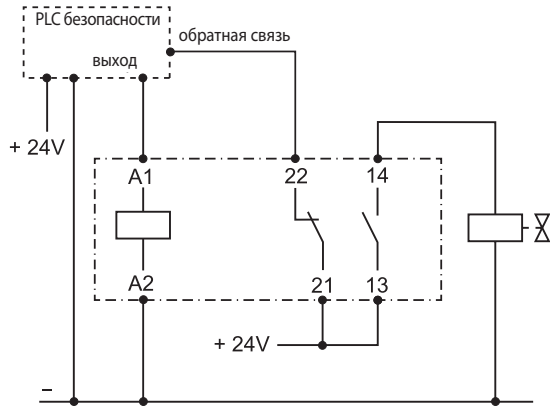 PLC безопасности
обратная связь
выход
+ 24V
A1
22
14
A2
21
13
+ 24V
–